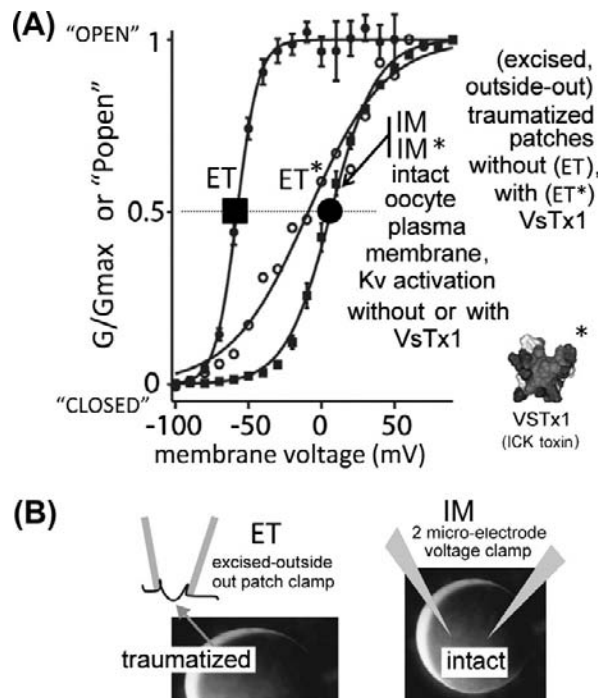 (A)
"OPEN"
1
G/Gmax or "Popen"
0.5
0
"CLOSED"
ET
ET*
IM
IM*
intact
oocyte
plasma
membrane,
Kv activation
without or with
VsTx1
(excised,
outside-out)
traumatized
patches
without (ET),
with (ET*)
VsTx1
*
VSTx1
(ICK toxin)
-100
-50
0
50
membrane voltage (mV)
(B)
ET
excised-outside
out patch clamp
traumatized
IM
2 micro-electrode
voltage clamp
intact